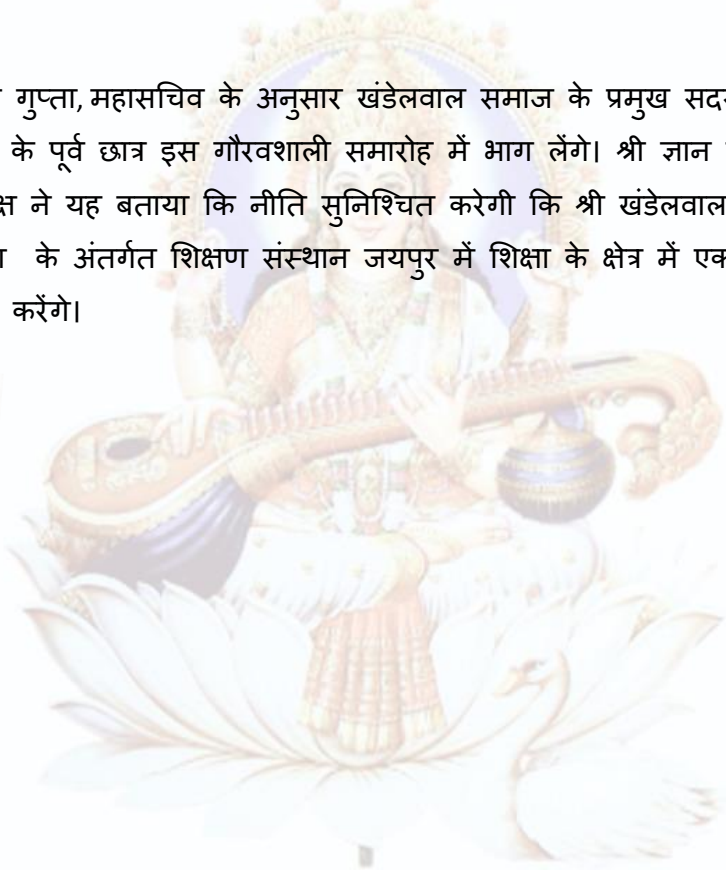 गुप्ता, महासचिव के अनुसार खंडेलवाल समाज के प्रमुख
के पूर्व छात्र इस गौरवशाली समारोह में भाग लेंगे। श्री ज्ञान
ने यह बताया कि नीति सुनिश्चित करेगी कि श्री खंडेलवाल
के अंतर्गत शिक्षण संस्थान जयपुर में शिक्षा के क्षेत्र में एक
करेंगे।